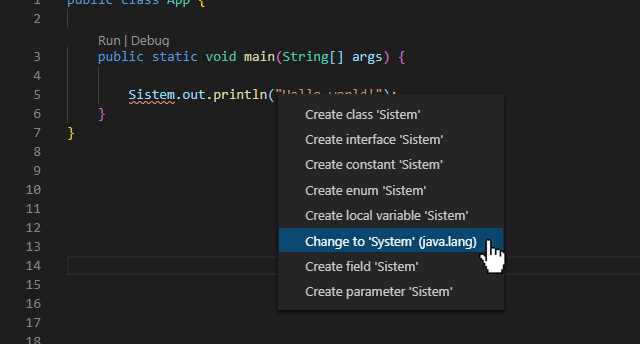 1 public class App {
2
Run | Debug
3 public static void main(String[] args) {
4
5 Sistem.out.println("Hello world!");
6 }
7 }
8
9
10
11
12
13
14
15
16
17
18
Create class 'Sistem'
Create interface 'Sistem'
Create constant 'Sistem'
Create enum 'Sistem'
Create local variable 'Sistem'
Change to 'System' (java.lang)
Create field 'Sistem'
Create parameter 'Sistem'